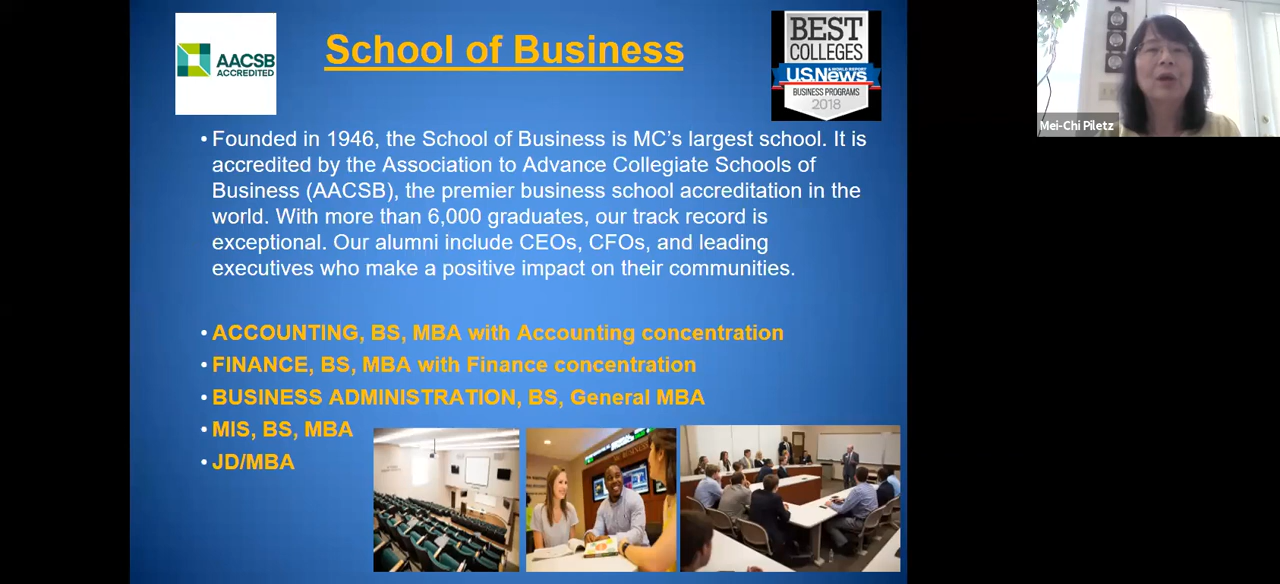 AACSB
ACCREDITED
School of Business
BEST
COLLEGES
U.S.News
& WORLD REPORT
BUSINESS PROGRAMS
2018
Mei-Chi Piletz
• Founded in 1946, the School of Business is MC's largest school. It is
accredited by the Association to Advance Collegiate Schools of
Business (AACSB), the premier business school accreditation in the
world. With more than 6,000 graduates, our track record is
exceptional. Our alumni include CEOs, CFOs, and leading
executives who make a positive impact on their communities.
• ACCOUNTING, BS, MBA with Accounting concentration
• FINANCE, BS, MBA with Finance concentration
• BUSINESS ADMINISTRATION, BS, General MBA
• MIS, BS, MBA
• JD/MBA